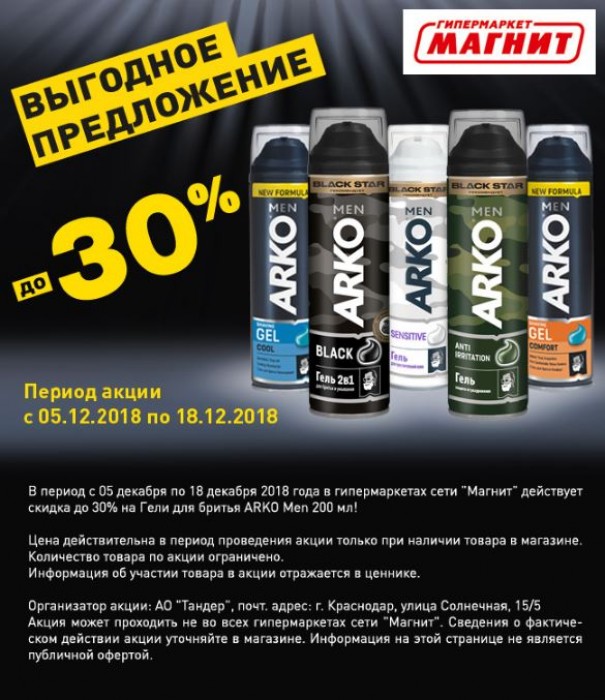 ГИПЕРМАРКЕТ
МАГНИТ
ВЫГОДНОЕ
ПРЕДЛОЖЕНИЕ
до 30%
NEW FORMULA
ARKO
MEN
GEL
COOL
BLACK STAR
ARKO
MEN
BLACK
Гель 2в1
BLACK STAR
ARKO
MEN
SENSITIVE
Гель
BLACK STAR
ARKO
MEN
ANTI
IRRITATION
Гель
NEW FORMULA
ARKO
MEN
GEL
COMFORT
Период акции
с 05.12.2018 по 18.12.2018
В период с 05 декабря по 18 декабря 2018 года в гипермаркетах сети "Магнит" действует
скидка до 30% на Гели для бритья ARKO Men 200 мл!
Цена действительна в период проведения акции только при наличии товара в магазине.
Количество товара по акции ограничено.
Информация об участии товара в акции отражается в ценнике.
Организатор акции: АО "Тандер", почт. адрес: г. Краснодар, улица Солнечная, 15/5
Акция может проходить не во всех гипермаркетах сети "Магнит". Сведения о фактиче-
ском действии акции уточняйте в магазине. Информация на этой странице не является
публичной офертой.